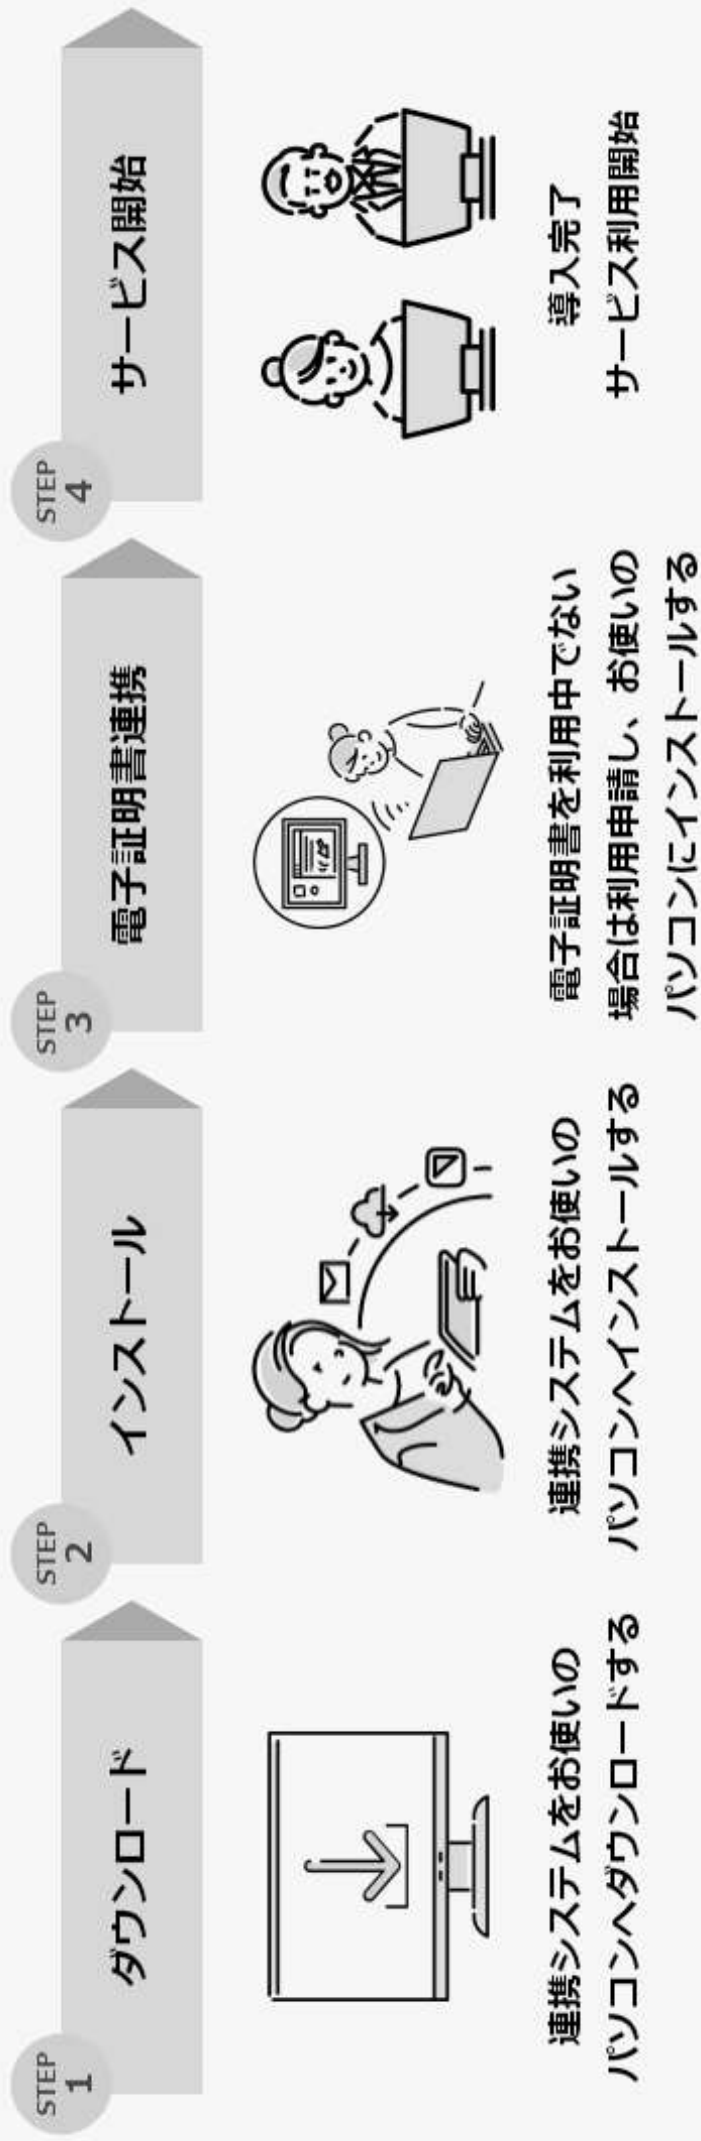 STEP
1
ダウンロード
連携システムをお使いの
パソコンへダウンロードする
STEP
2
インストール
連携システムをお使いの
パソコンへインストールする
STEP
3
電子証明書連携
電子証明書を利用中でない
場合は利用申請し、お使いの
パソコンにインストールする
STEP
4
サービス開始
導入完了
サービス利用開始